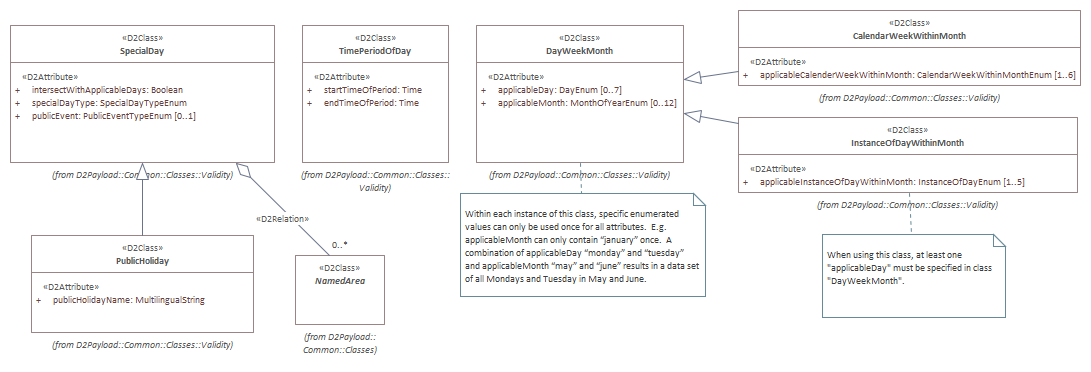 «D2Class»
SpecialDay
«D2Attribute»
+ intersectWithApplicableDays: Boolean
+ specialDayType: SpecialDayTypeEnum
+ publicEvent: PublicEventTypeEnum [0..1]
(from D2Payload::Common::Classes::Validity)
«D2Class»
TimePeriodOfDay
«D2Attribute»
+ startTimeOfPeriod: Time
+ endTimeOfPeriod: Time
(from D2Payload::Common::Classes::
Validity)
«D2Class»
DayWeekMonth
«D2Attribute»
+ applicableDay: DayEnum [0..7]
+ applicableMonth: MonthOfYearEnum [0..12]
(from D2Payload::Common::Classes::Validity)
«D2Class»
CalendarWeekWithinMonth
«D2Attribute»
+ applicableCalenderWeekWithinMonth: CalendarWeekWithinMonthEnum [1..6]
(from D2Payload::Common::Classes::Validity)
«D2Class»
InstanceOfDayWithinMonth
«D2Attribute»
+ applicableInstanceOfDayWithinMonth: InstanceOfDayEnum [1..5]
(from D2Payload::Common::Classes::Validity)
«D2Relation»
0..*
«D2Class»
PublicHoliday
«D2Attribute»
+ publicHolidayName: MultilingualString
(from D2Payload::Common::Classes::Validity)
«D2Class»
NamedArea
(from D2Payload::
Common::Classes)
Within each instance of this class, specific enumerated
values can only be used once for all attributes. E.g.
applicableMonth can only contain “january” once. A
combination of applicableDay “monday” and “tuesday”
and applicableMonth “may” and “june” results in a data set
of all Mondays and Tuesday in May and June.
When using this class, at least one
"applicableDay" must be specified in class
"DayWeekMonth".